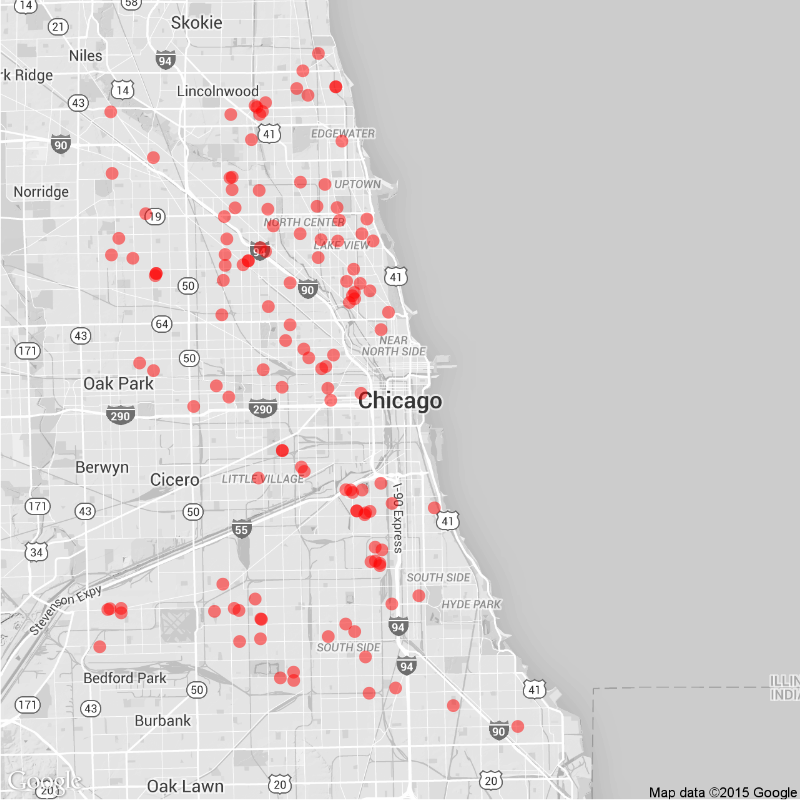 14
58
Skokie
21
Niles
94
rk Ridge
14
Lincolnwood
43
41
EDGEWATER
90
UPTOWN
Norridge
19
NORTH CENTER
LAKE VIEW
94
41
50
90
64
43
NEAR
NORTH SIDE
171
50
Oak Park
290
290
Chicago
Berwyn
Cicero
LITTLE VILLAGE
171
43
50
I-90 Express
41
55
34
Stevenson Expy
SOUTH SIDE
HYDE PARK
94
SOUTH SIDE
94
Bedford Park
50
41
ILLIN
INDIA
171
43
Burbank
90
Google
20
Oak Lawn
20
20
Map data ©2015 Google